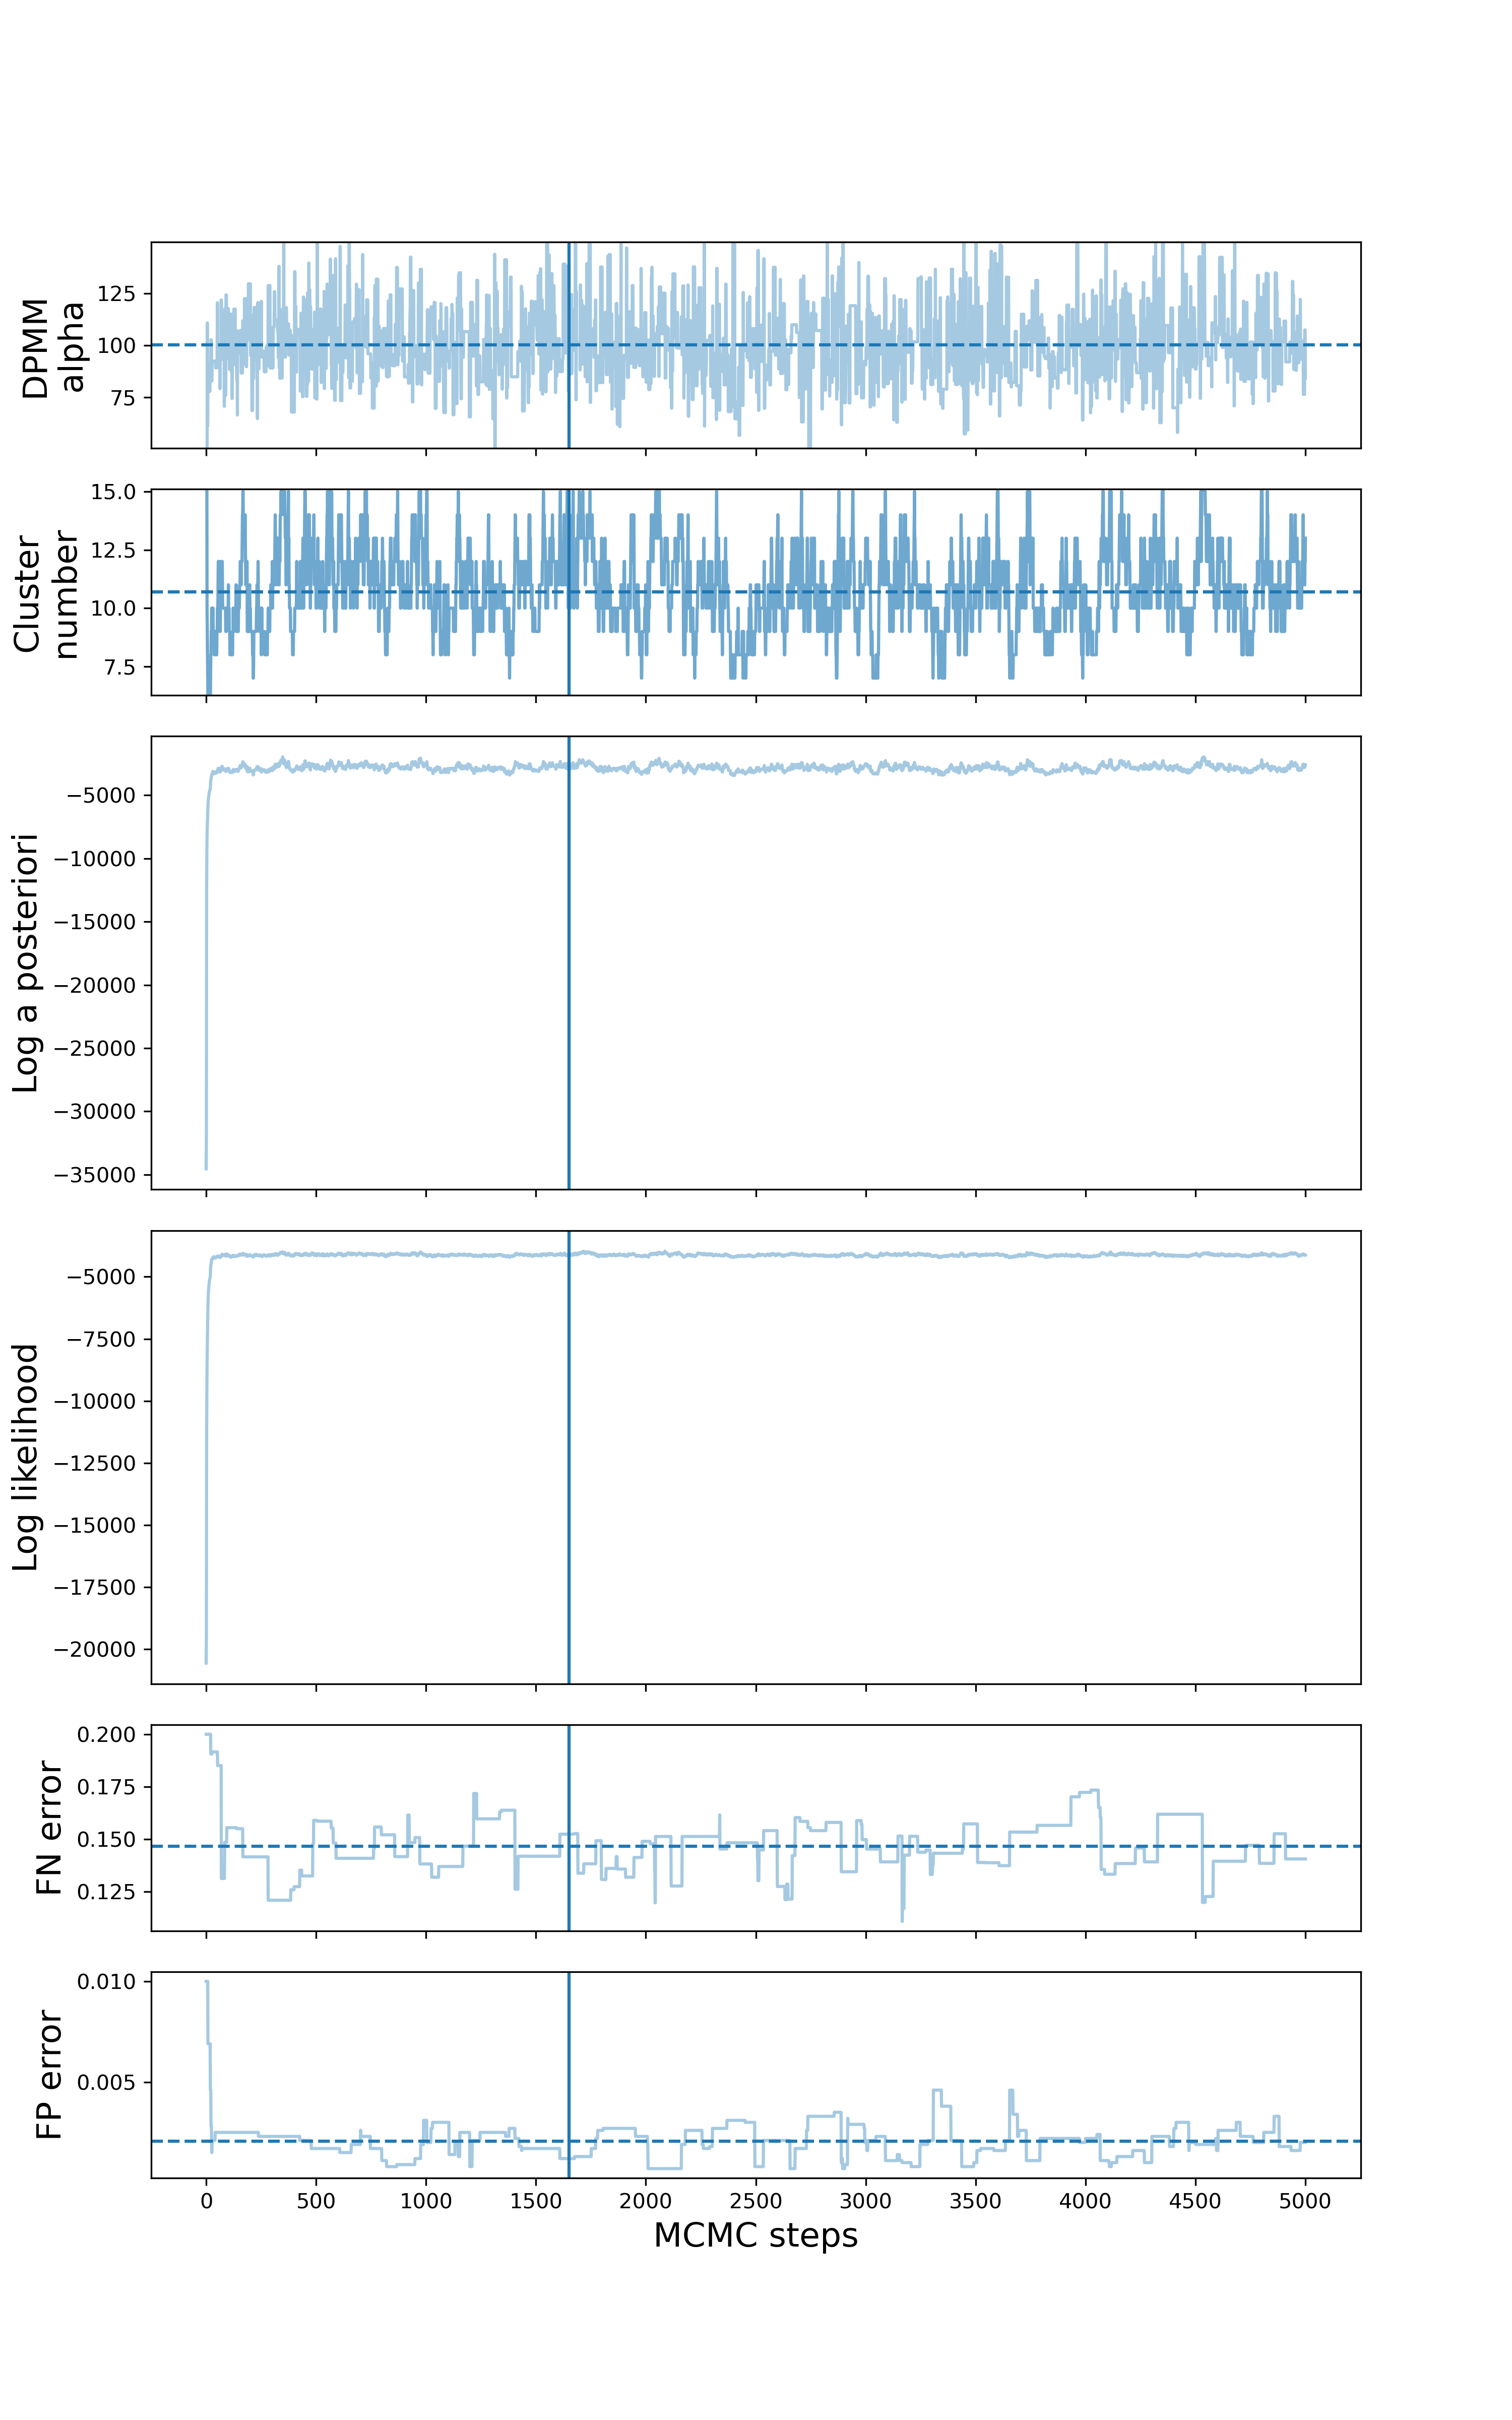 DPMM
alpha
125
100
75
Cluster
number
15.0
12.5
10.0
7.5
Log a posteriori
−5000
−10000
−15000
−20000
−25000
−30000
−35000
Log likelihood
−5000
−7500
−10000
−12500
−15000
−17500
−20000
FN error
0.200
0.175
0.150
0.125
FP error
0.010
0.005
0 500 1000 1500 2000 2500 3000 3500 4000 4500 5000
MCMC steps